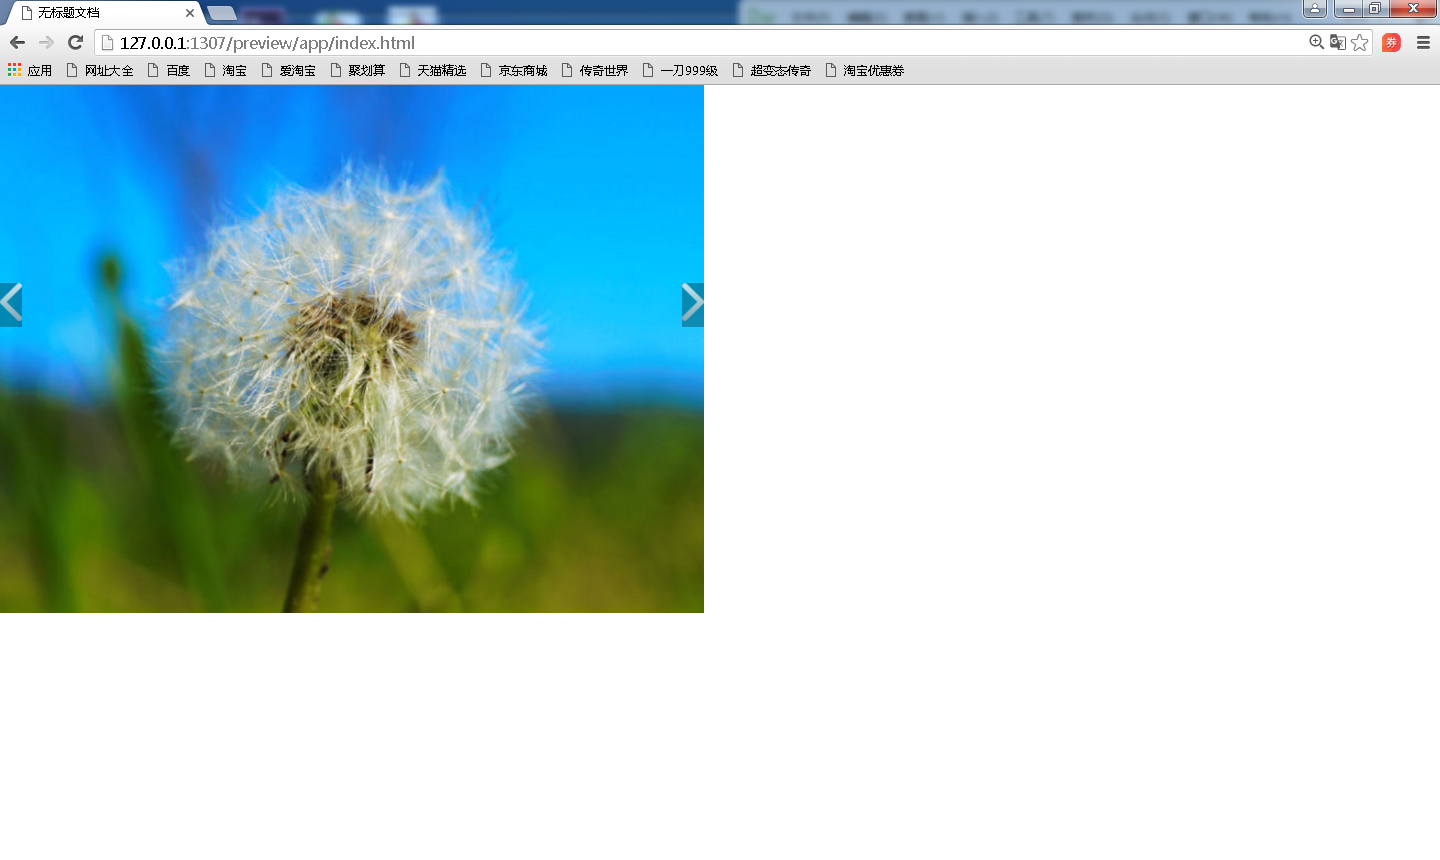 无标题文档
127.0.0.1:1307/preview/app/index.html
券
应用 网址大全 百度 淘宝 爱淘宝 聚划算 天猫精选 京东商城 传奇世界 一刀999级 超变态传奇 淘宝优惠券